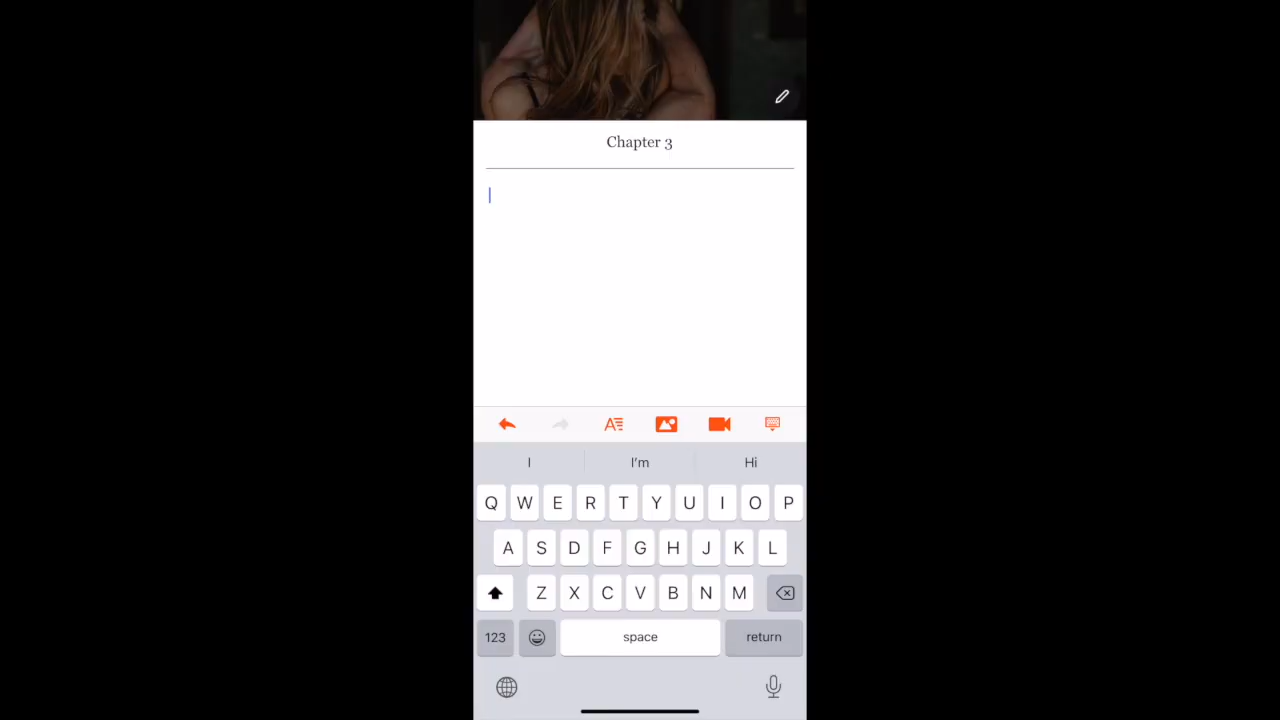 Chapter 3
I I'm Hi
Q W E R T Y U I O P
A S D F G H J K L
Z X C V B N M
123 space return